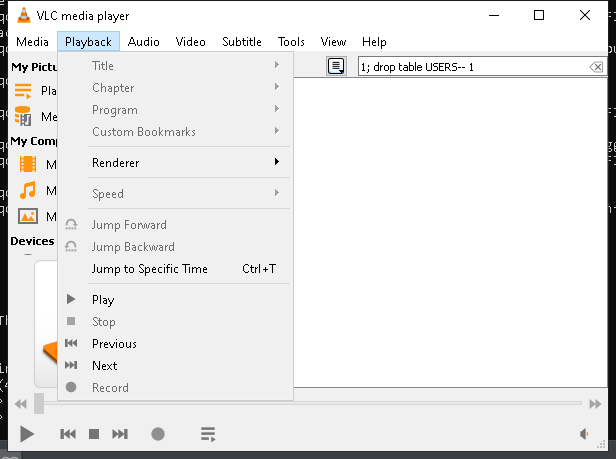 VLC media player
Media Playback Audio Video Subtitle Tools View Help
1; drop table USERS-- 1
My Pictu
Title
Pla
Chapter
Me
Program
Custom Bookmarks
My Comp
Renderer
M
M
Speed
M
Jump Forward
Devices
Jump Backward
Jump to Specific Time Ctrl+T
Play
Stop
Previous
Next
Record